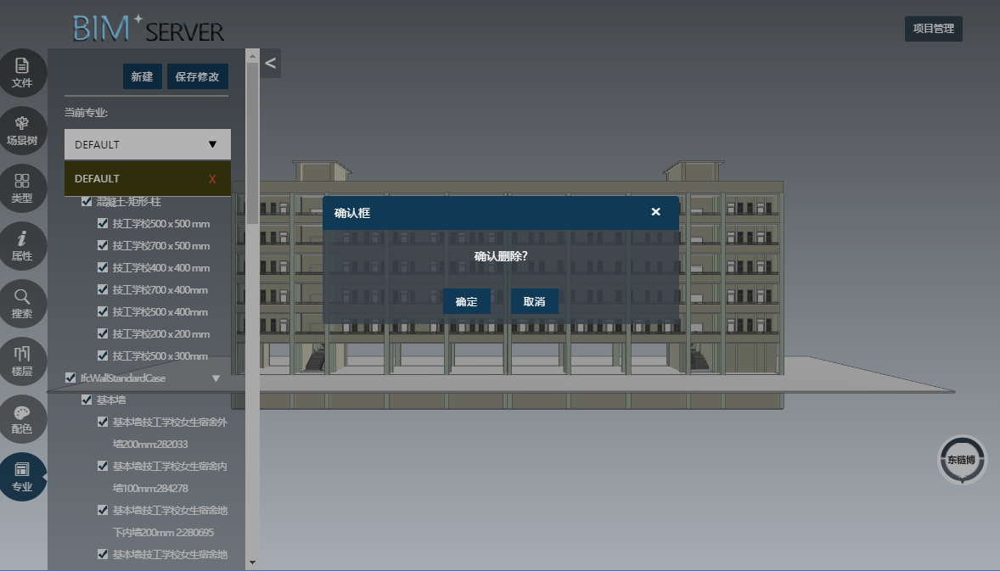 BIM+ SERVER
项目管理
文件
场景树
类型
属性
搜索
楼层
配色
专业
<
新建
保存修改
当前专业:
DEFAULT
DEFAULT X
混凝土-矩形-柱
技工学校500 x 500 mm
技工学校700 x 500 mm
技工学校400 x 400 mm
技工学校700 x 400mm
技工学校500 x 400mm
技工学校200 x 200 mm
技工学校500 x 300mm
IfcWallStandardCase
基本墙
基本墙:技工学校女生宿舍外
墙200mm:282033
基本墙:技工学校女生宿舍内
墙100mm:284278
基本墙:技工学校女生宿舍地
下内墙200mm 2:280695
基本墙:技工学校女生宿舍地
确认框 ×
确认删除?
确定 取消
东链博